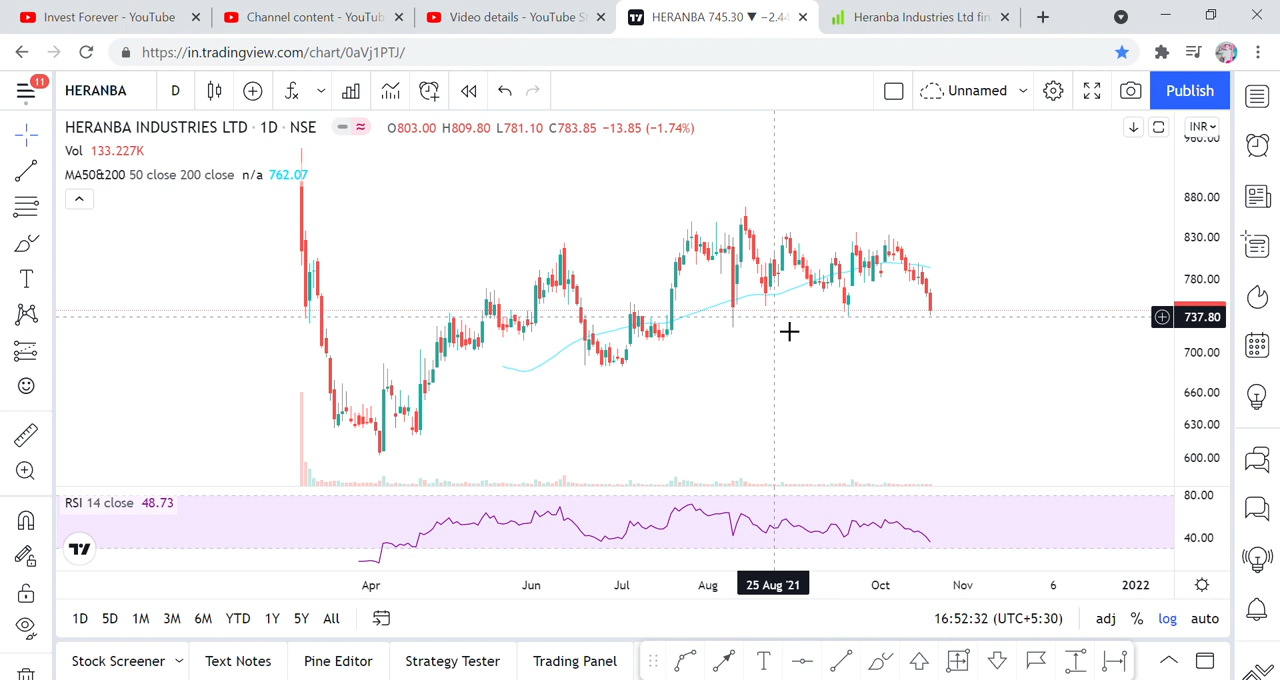 Invest Forever - YouTube
Channel content - YouTub
Video details - YouTube S
HERANBA 745.30 ▼ −2.4
Heranba Industries Ltd fin
https://in.tradingview.com/chart/0aVj1PTJ/
11
HERANBA
D
Unnamed
Publish
HERANBA INDUSTRIES LTD · 1D · NSE
O803.00 H809.80 L781.10 C783.85 −13.85 (−1.74%)
INR
Vol 133.227K
MA50&200 50 close 200 close n/a 762.07
980.00
880.00
830.00
780.00
737.80
700.00
660.00
630.00
600.00
RSI 14 close 48.73
80.00
40.00
Apr
Jun
Jul
Aug
25 Aug '21
Oct
Nov
6
2022
1D 5D 1M 3M 6M YTD 1Y 5Y All
16:52:32 (UTC+5:30)
adj % log auto
Stock Screener
Text Notes
Pine Editor
Strategy Tester
Trading Panel